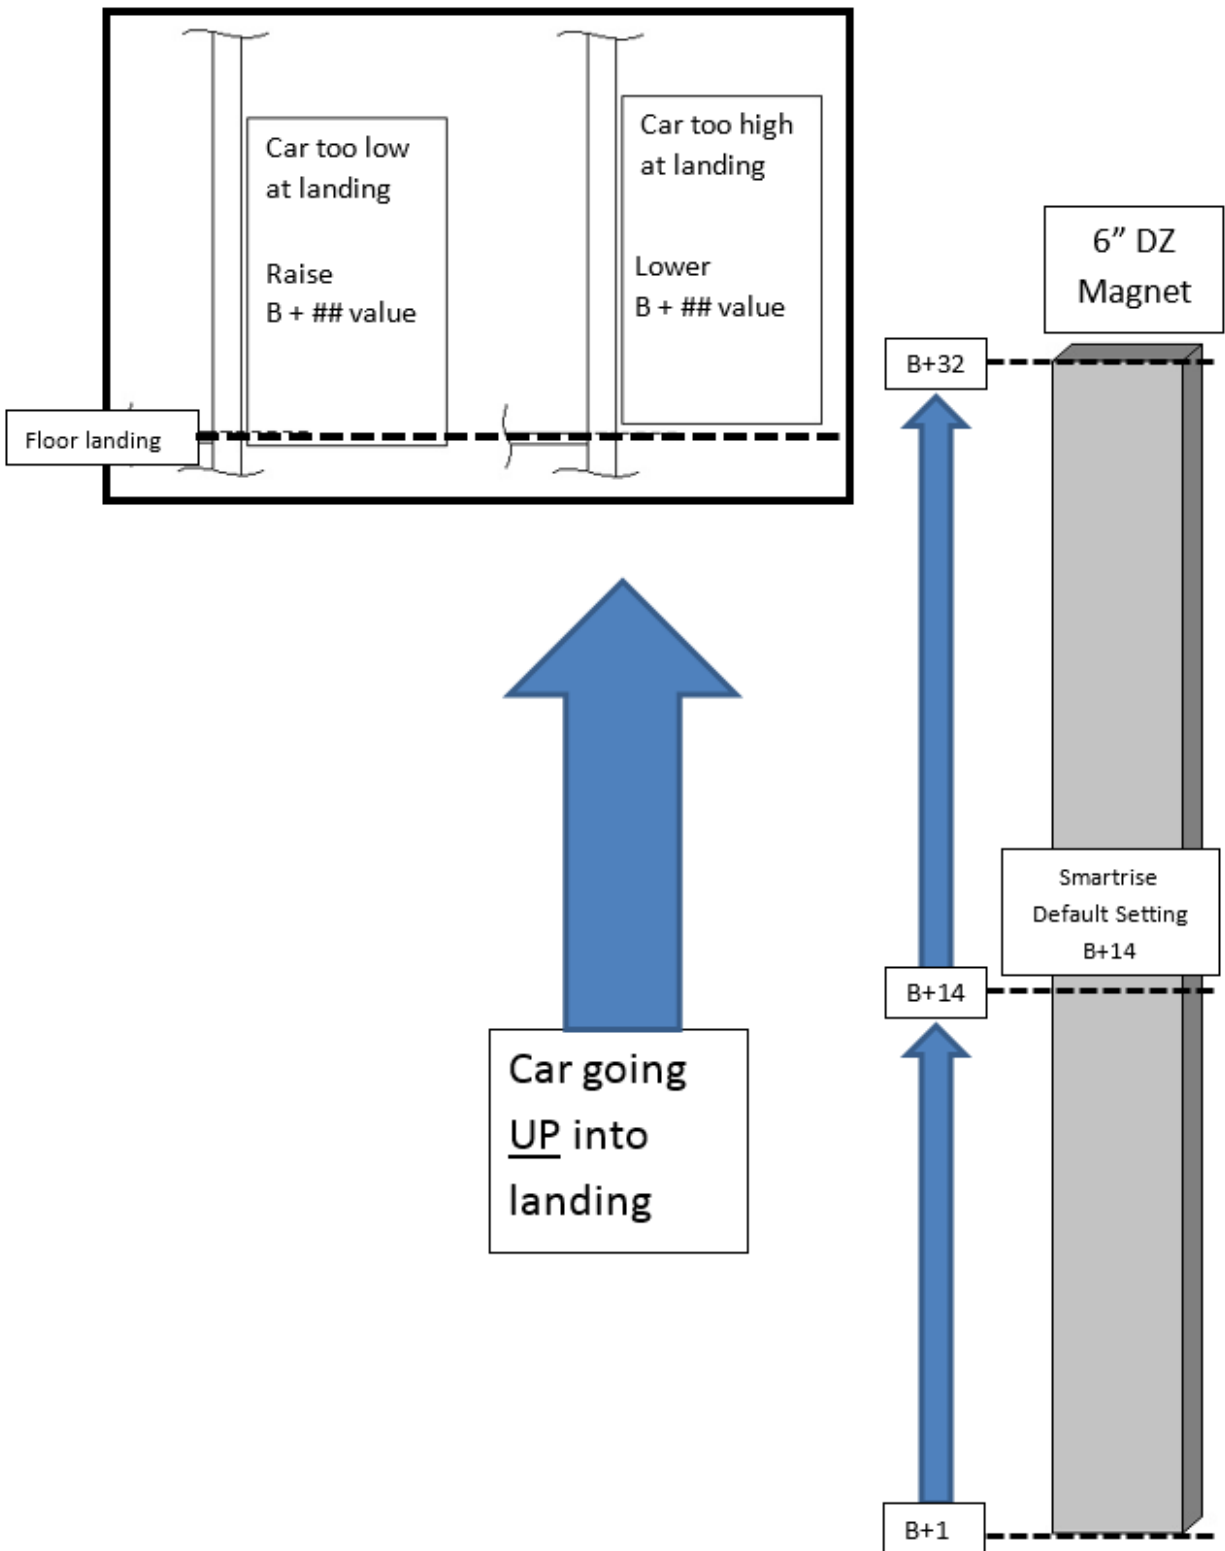 Car too low
at landing
Raise
B + ## value
Car too high
at landing
Lower
B + ## value
Floor landing
6” DZ
Magnet
B+32
Smartrise
Default Setting
B+14
B+14
Car going
UP into
landing
B+1